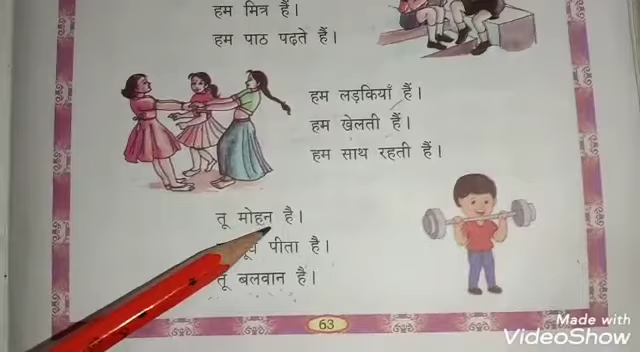 हम मित्र हैं।
हम पाठ पढ़ते हैं।
हम लड़कियाँ हैं।
हम खेलती हैं।
हम साथ रहती हैं।
तू मोहन है।
पीता है।
तू बलवान है।
63
Made with
VideoShow